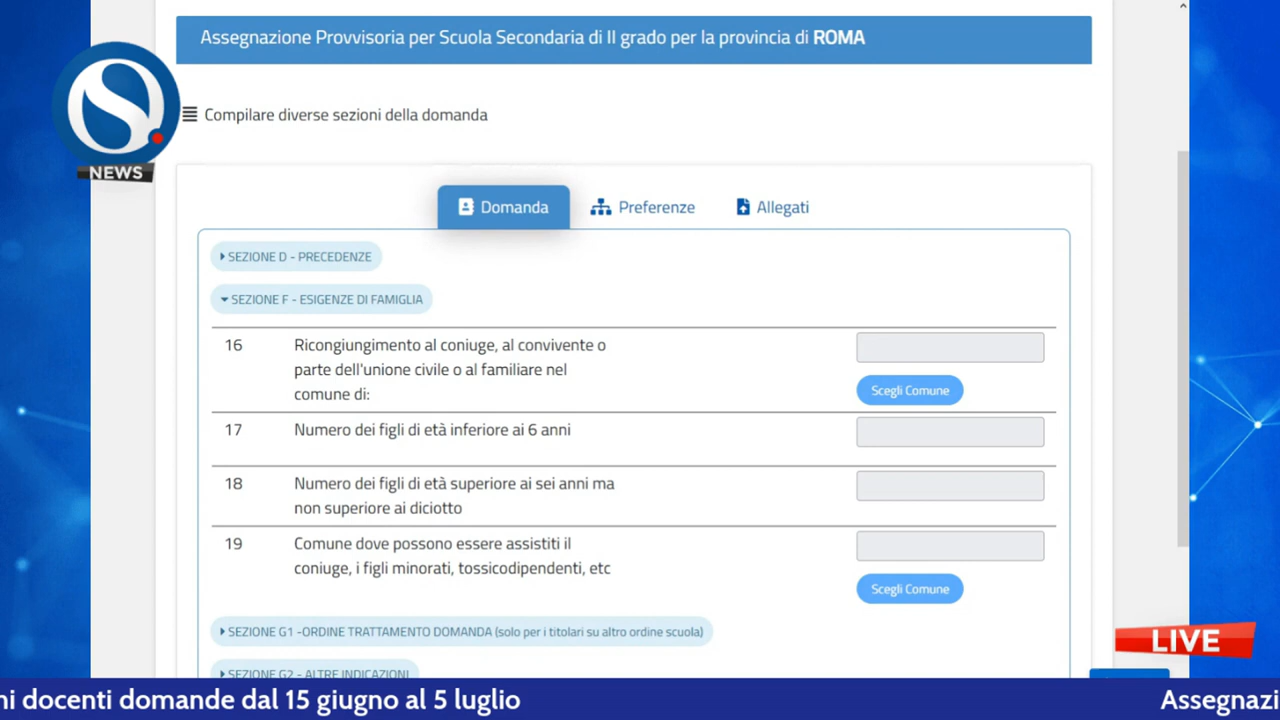 Assegnazione Provvisoria per Scuola Secondaria di II grado per la provincia di ROMA
NEWS
Compilare diverse sezioni della domanda
Domanda
Preferenze
Allegati
SEZIONE D - PRECEDENZE
SEZIONE F - ESIGENZE DI FAMIGLIA
16
Ricongiungimento al coniuge, al convivente o
parte dell'unione civile o al familiare nel
comune di:
Scegli Comune
17
Numero dei figli di età inferiore ai 6 anni
18
Numero dei figli di età superiore ai sei anni ma
non superiore ai diciotto
19
Comune dove possono essere assistiti il
coniuge, i figli minorati, tossicodipendenti, etc
Scegli Comune
SEZIONE G1 -ORDINE TRATTAMENTO DOMANDA (solo per i titolari su altro ordine scuola)
SEZIONE G2 - ALTRE INDICAZIONI
LIVE
ni docenti domande dal 15 giugno al 5 luglio
Assegnazi